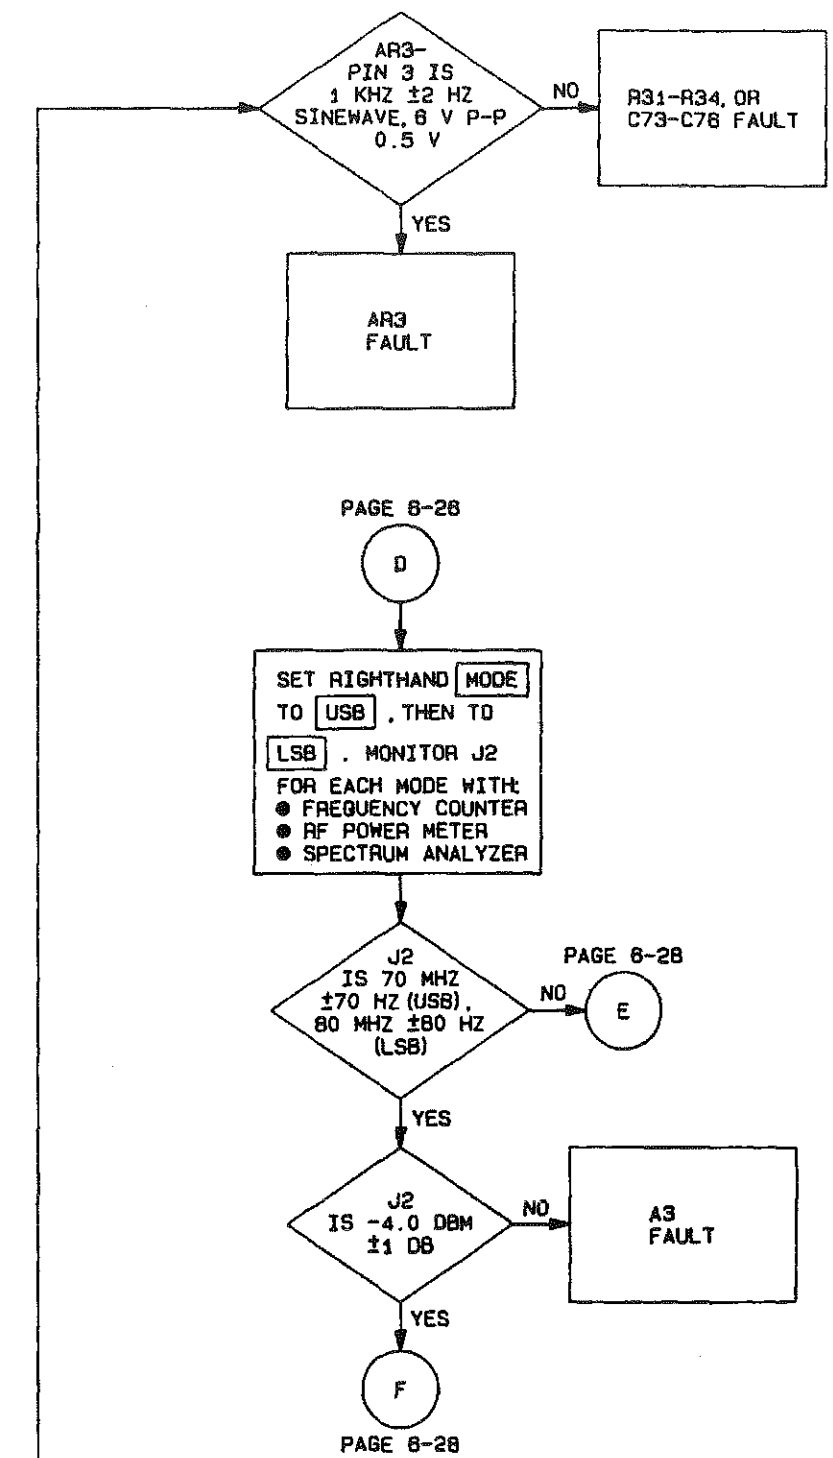 AR3-
PIN 3 IS
1 KHZ ±2 HZ
SINEWAVE, 6 V P-P
0.5 V
NO
R31-R34, OR
C73-C76 FAULT
YES
AR3
FAULT
PAGE 6-26
D
SET RIGHTHAND MODE
TO USB , THEN TO
LSB . MONITOR J2
FOR EACH MODE WITH:
● FREQUENCY COUNTER
● RF POWER METER
● SPECTRUM ANALYZER
J2
IS 70 MHZ
±70 HZ (USB),
80 MHZ ±80 HZ
(LSB)
NO
PAGE 6-28
E
YES
J2
IS -4.0 DBM
±1 DB
NO
A3
FAULT
YES
F
PAGE 6-28